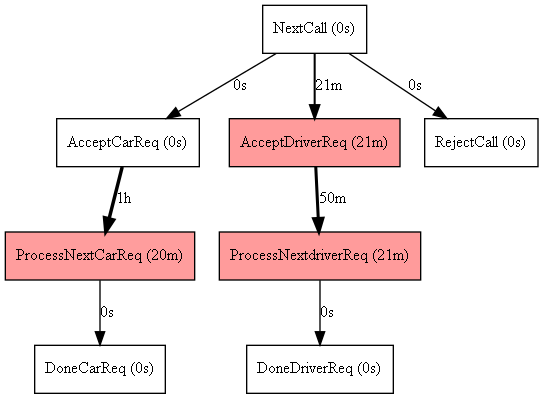 NextCall (0s)
0s
21m
0s
AcceptCarReq (0s)
AcceptDriverReq (21m)
RejectCall (0s)
1h
50m
ProcessNextCarReq (20m)
ProcessNextdriverReq (21m)
0s
0s
DoneCarReq (0s)
DoneDriverReq (0s)